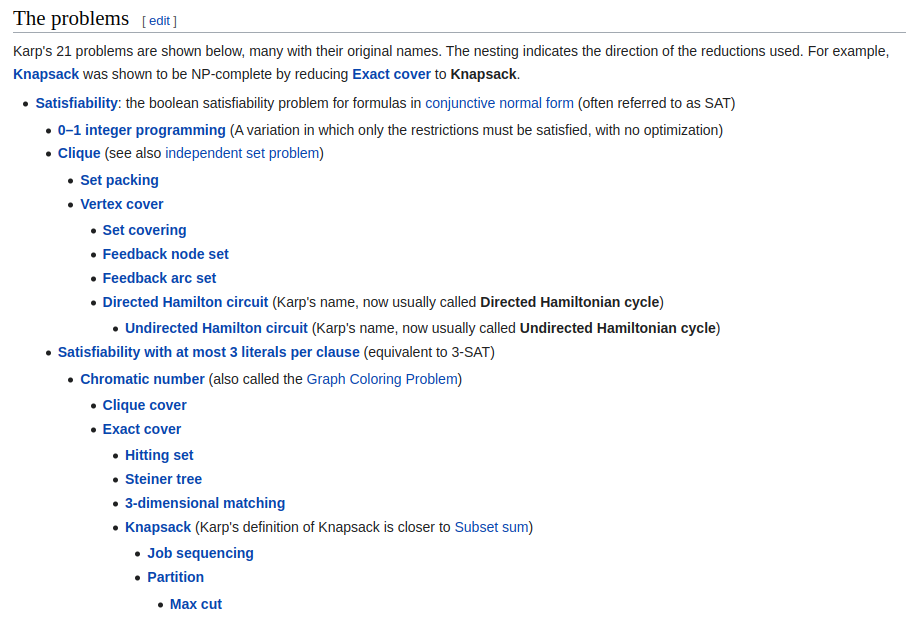 The problems [ edit ]
Karp's 21 problems are shown below, many with their original names. The nesting indicates the direction of the reductions used. For example,
Knapsack was shown to be NP-complete by reducing Exact cover to Knapsack.
• Satisfiability: the boolean satisfiability problem for formulas in conjunctive normal form (often referred to as SAT)
• 0–1 integer programming (A variation in which only the restrictions must be satisfied, with no optimization)
• Clique (see also independent set problem)
• Set packing
• Vertex cover
• Set covering
• Feedback node set
• Feedback arc set
• Directed Hamilton circuit (Karp's name, now usually called Directed Hamiltonian cycle)
• Undirected Hamilton circuit (Karp's name, now usually called Undirected Hamiltonian cycle)
• Satisfiability with at most 3 literals per clause (equivalent to 3-SAT)
• Chromatic number (also called the Graph Coloring Problem)
• Clique cover
• Exact cover
• Hitting set
• Steiner tree
• 3-dimensional matching
• Knapsack (Karp's definition of Knapsack is closer to Subset sum)
• Job sequencing
• Partition
• Max cut